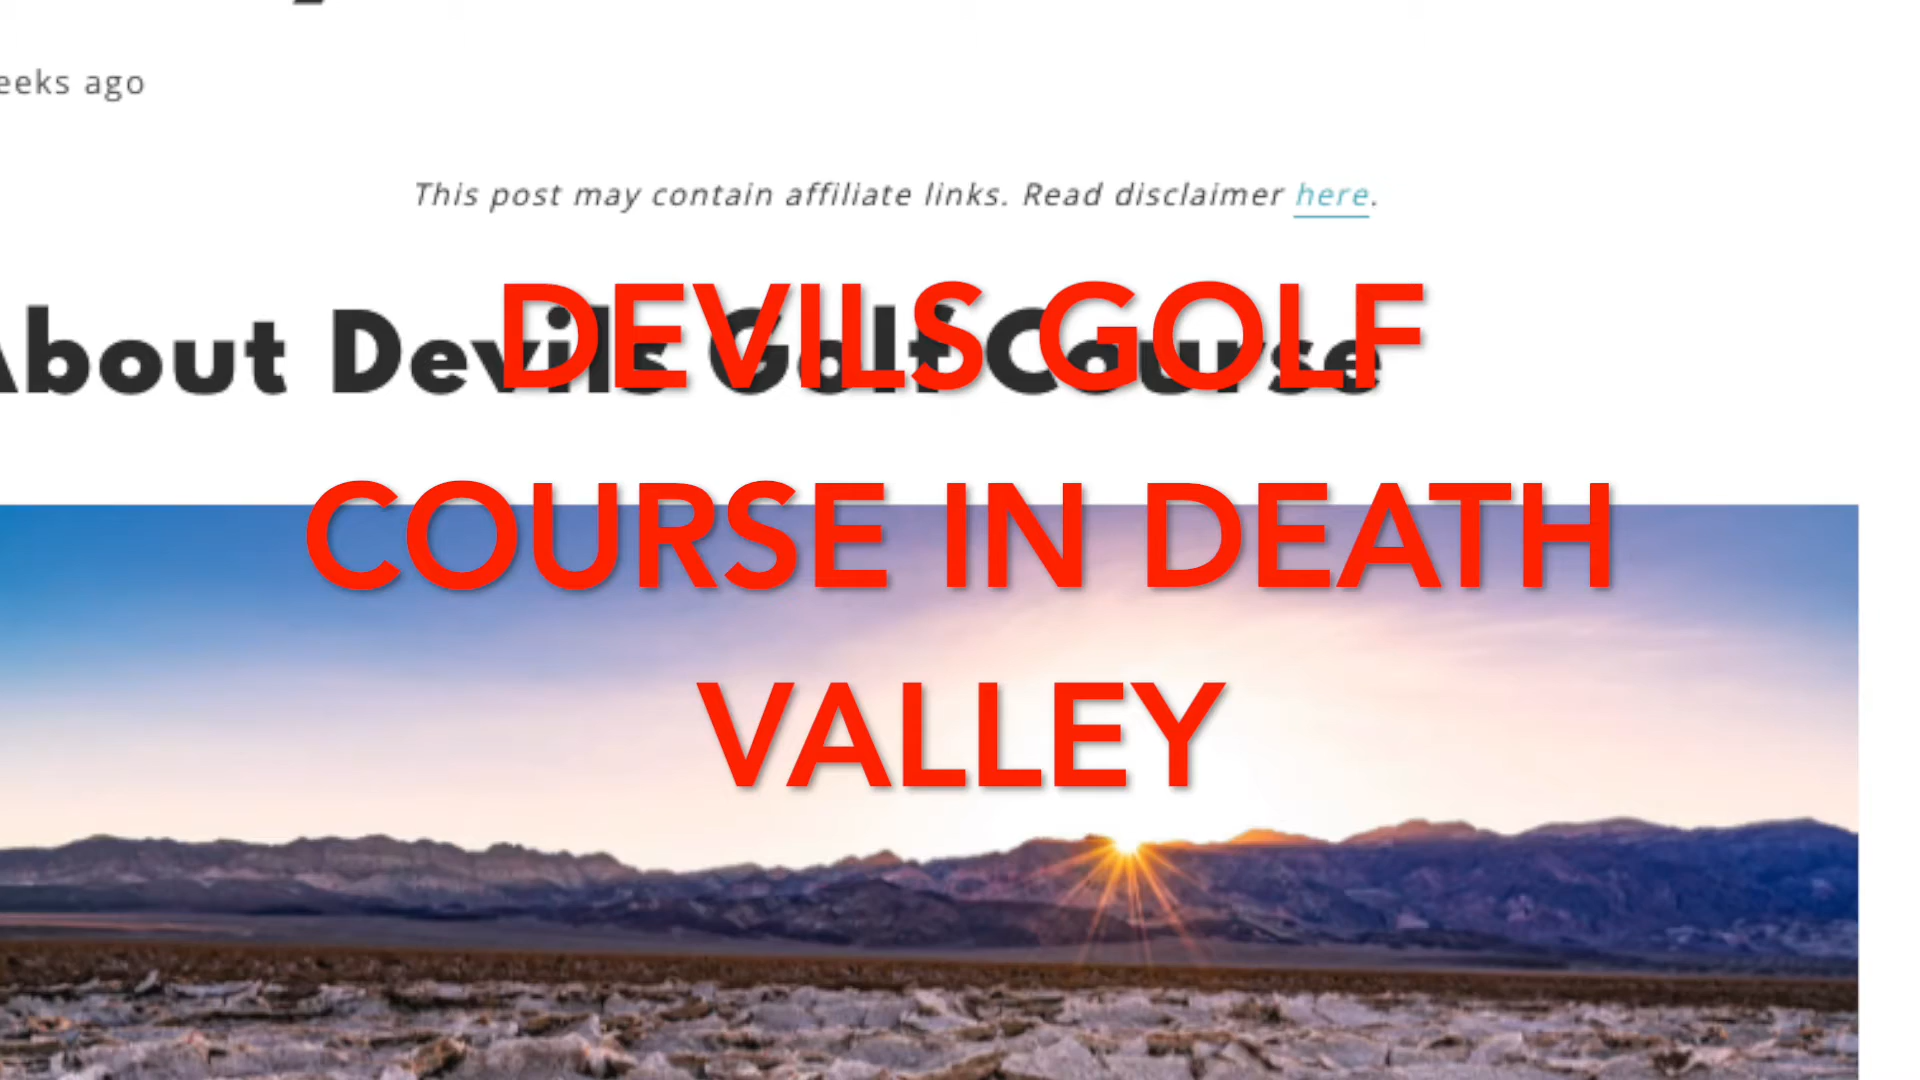 eeks ago
This post may contain affiliate links. Read disclaimer here.
About Devils Golf Course
DEVILS GOLF
COURSE IN DEATH
VALLEY